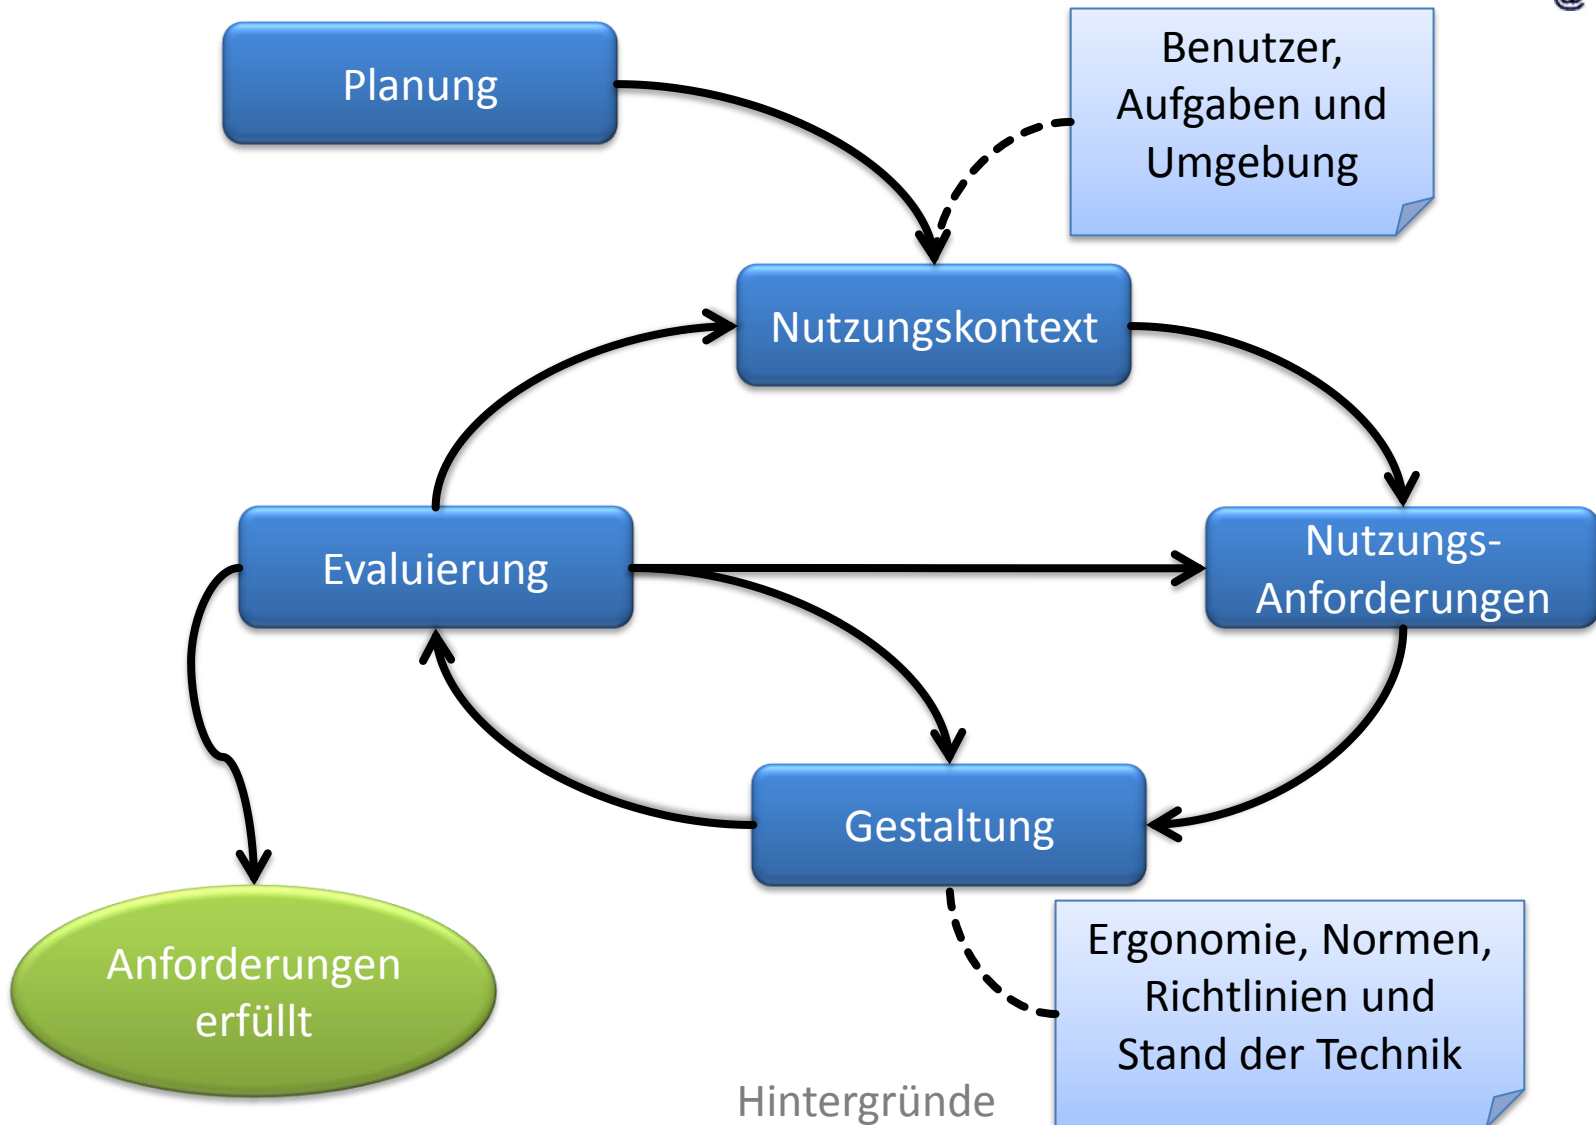 @
Planung
Benutzer,
Aufgaben und
Umgebung
Nutzungskontext
Evaluierung
Nutzungs-
Anforderungen
Gestaltung
Anforderungen
erfüllt
Ergonomie, Normen,
Richtlinien und
Stand der Technik
Hintergründe